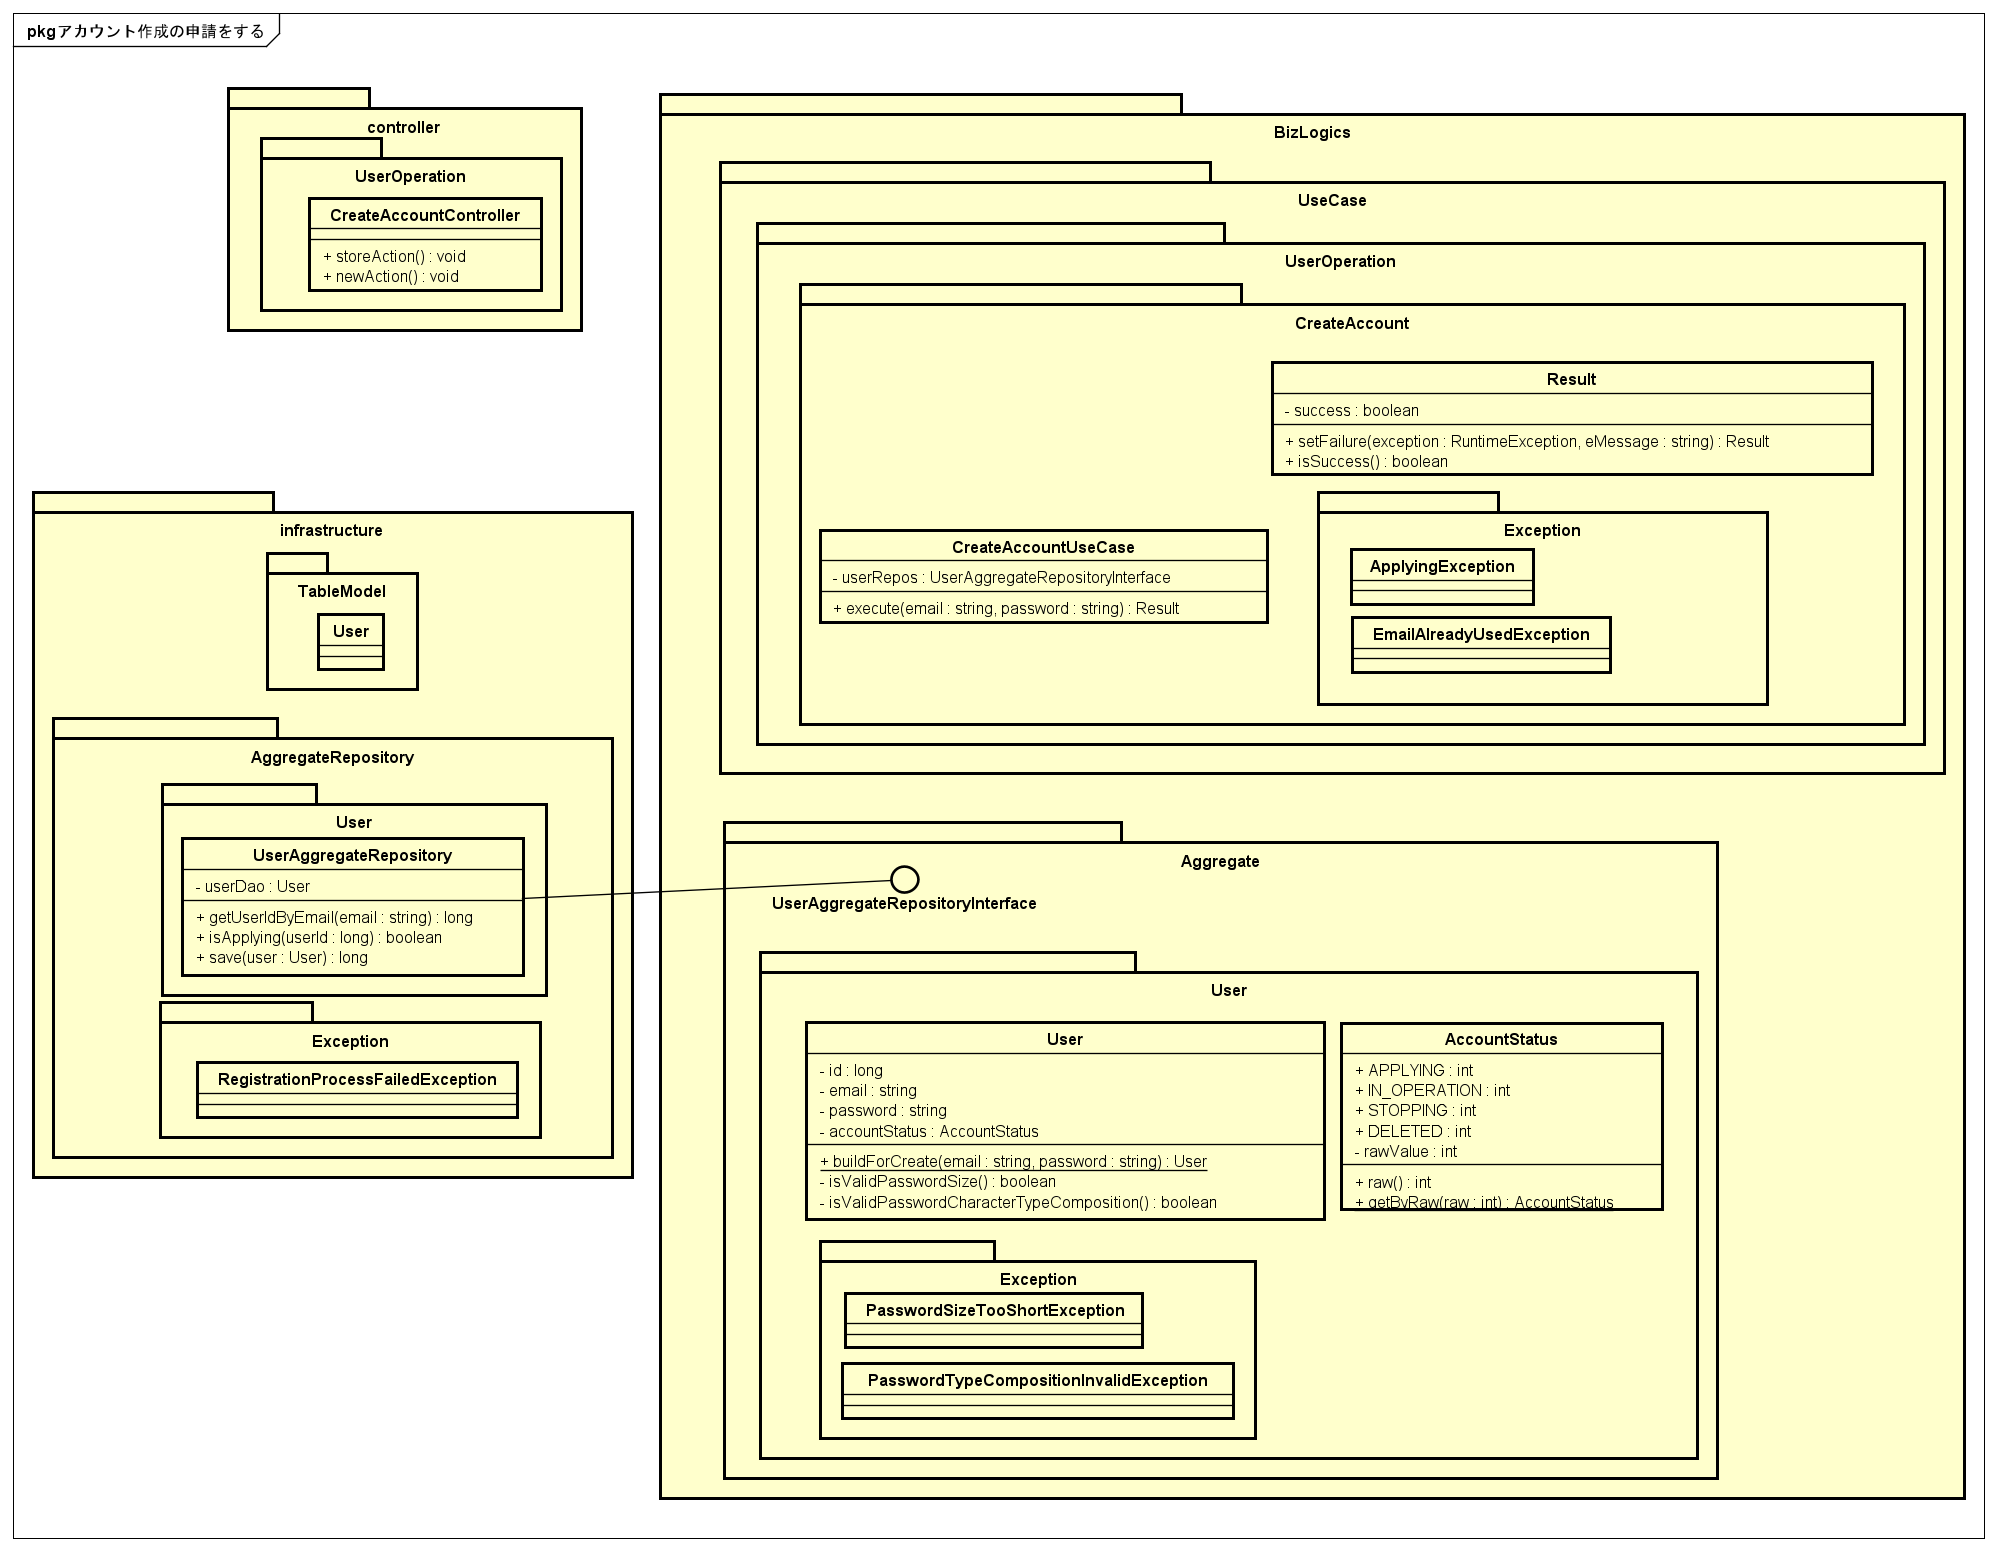 pkgアカウント作成の申請をする
controller
UserOperation
CreateAccountController
+ storeAction() : void
+ newAction() : void
infrastructure
TableModel
User
AggregateRepository
User
UserAggregateRepository
- userDao : User
+ getUserIdByEmail(email : string) : long
+ isApplying(userId : long) : boolean
+ save(user : User) : long
Exception
RegistrationProcessFailedException
BizLogics
UseCase
UserOperation
CreateAccount
Result
- success : boolean
+ setFailure(exception : RuntimeException, eMessage : string) : Result
+ isSuccess() : boolean
CreateAccountUseCase
- userRepos : UserAggregateRepositoryInterface
+ execute(email : string, password : string) : Result
Exception
ApplyingException
EmailAlreadyUsedException
Aggregate
UserAggregateRepositoryInterface
User
User
- id : long
- email : string
- password : string
- accountStatus : AccountStatus
+ buildForCreate(email : string, password : string) : User
- isValidPasswordSize() : boolean
- isValidPasswordCharacterTypeComposition() : boolean
AccountStatus
+ APPLYING : int
+ IN_OPERATION : int
+ STOPPING : int
+ DELETED : int
- rawValue : int
+ raw() : int
+ getByRaw(raw : int) : AccountStatus
Exception
PasswordSizeTooShortException
PasswordTypeCompositionInvalidException